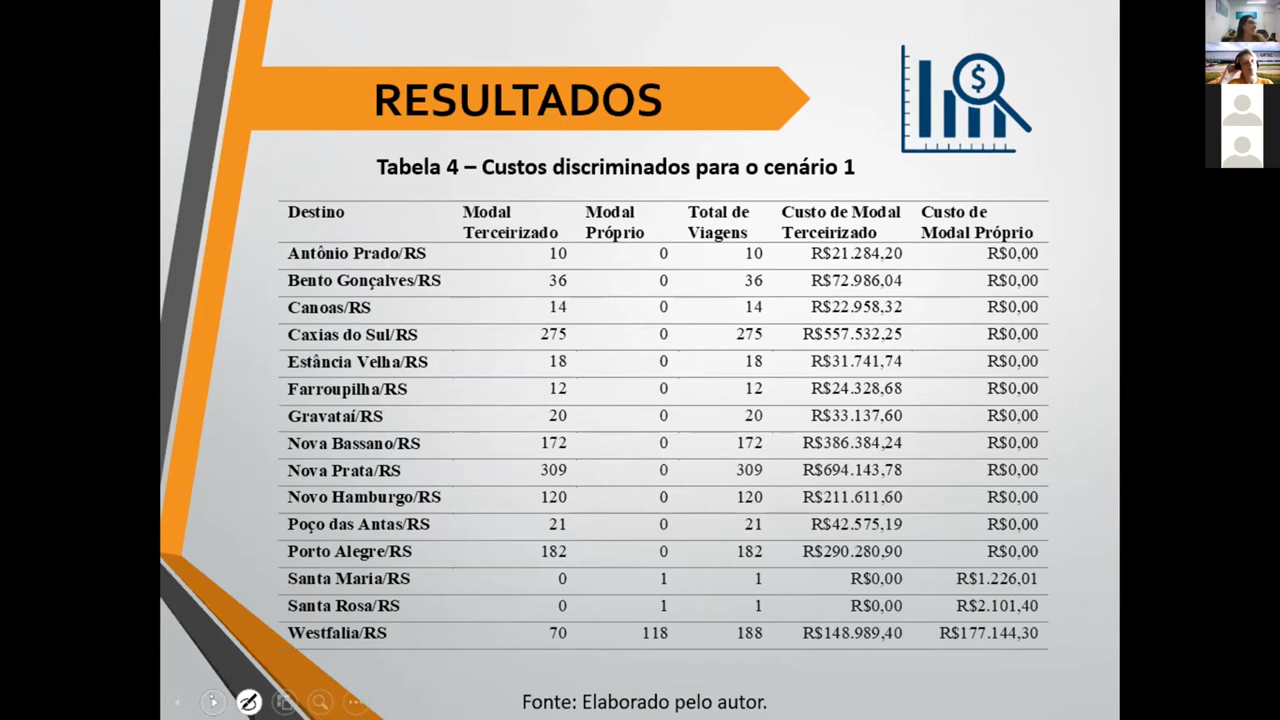 RESULTADOS
Tabela 4 – Custos discriminados para o cenário 1
Destino Modal Terceirizado Modal Próprio Total de Viagens Custo de Modal Terceirizado Custo de Modal Próprio
Antônio Prado/RS 10 0 10 R$21.284,20 R$0,00
Bento Gonçalves/RS 36 0 36 R$72.986,04 R$0,00
Canoas/RS 14 0 14 R$22.958,32 R$0,00
Caxias do Sul/RS 275 0 275 R$557.532,25 R$0,00
Estância Velha/RS 18 0 18 R$31.741,74 R$0,00
Farroupilha/RS 12 0 12 R$24.328,68 R$0,00
Gravataí/RS 20 0 20 R$33.137,60 R$0,00
Nova Bassano/RS 172 0 172 R$386.384,24 R$0,00
Nova Prata/RS 309 0 309 R$694.143,78 R$0,00
Novo Hamburgo/RS 120 0 120 R$211.611,60 R$0,00
Poço das Antas/RS 21 0 21 R$42.575,19 R$0,00
Porto Alegre/RS 182 0 182 R$290.280,90 R$0,00
Santa Maria/RS 0 1 1 R$0,00 R$1.226,01
Santa Rosa/RS 0 1 1 R$0,00 R$2.101,40
Westfalia/RS 70 118 188 R$148.989,40 R$177.144,30
Fonte: Elaborado pelo autor.